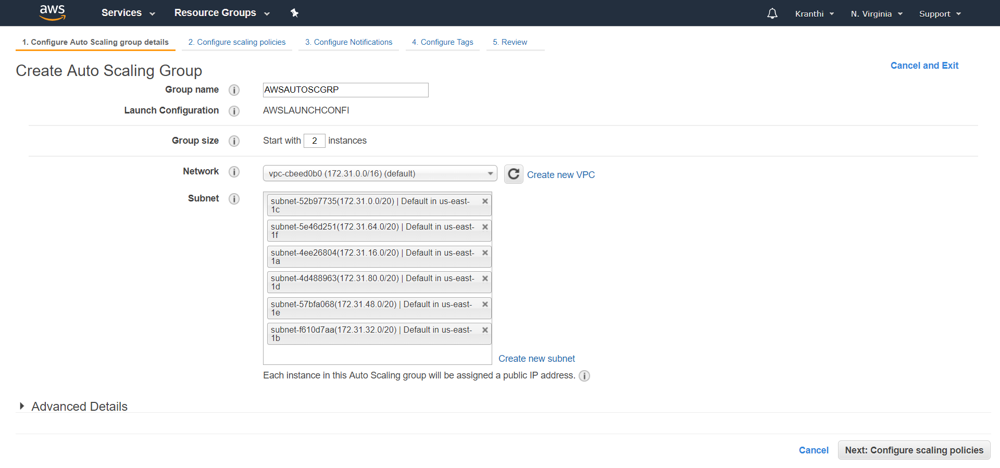 aws Services Resource Groups Kranthi N. Virginia Support
1. Configure Auto Scaling group details 2. Configure scaling policies 3. Configure Notifications 4. Configure Tags 5. Review
Create Auto Scaling Group
Cancel and Exit
Group name i AWSAUTOSCGRP
Launch Configuration i AWSLAUNCHCONFI
Group size i Start with 2 instances
Network i vpc-cbeed0b0 (172.31.0.0/16) (default) Create new VPC
Subnet i
subnet-52b97735(172.31.0.0/20) | Default in us-east-
1c
subnet-5e46d251(172.31.64.0/20) | Default in us-east-
1f
subnet-4ee26804(172.31.16.0/20) | Default in us-east-
1a
subnet-4d488963(172.31.80.0/20) | Default in us-east-
1d
subnet-57bfa068(172.31.48.0/20) | Default in us-east-
1e
subnet-f610d7aa(172.31.32.0/20) | Default in us-east-
1b
Create new subnet
Each instance in this Auto Scaling group will be assigned a public IP address. i
Advanced Details
Cancel Next: Configure scaling policies